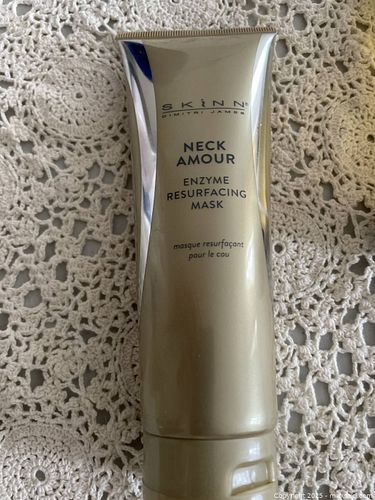 SKINN®
DIMITRI JAMES
NECK
AMOUR
ENZYME
RESURFACING
MASK
masque resurfaçant
pour le cou